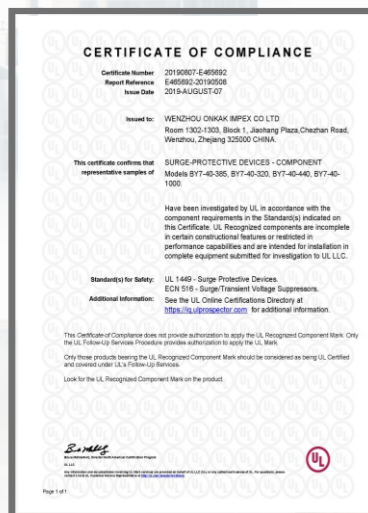 CERTIFICATE OF COMPLIANCE
Certificate Number 20190807-E465692
Report Reference E465692-20190508
Issue Date 2019-AUGUST-07
Issued to: WENZHOU ONKAK IMPEX CO LTD
Room 1302-1303, Block 1, Jiaohang Plaza,Chezhan Road,
Wenzhou, Zhejiang 325000 CHINA
This certificate confirms that SURGE-PROTECTIVE DEVICES - COMPONENT
representative samples of Models BY7-40-385, BY7-40-320, BY7-40-440, BY7-40-
1000.
Have been investigated by UL in accordance with the
component requirements in the Standard(s) indicated on
this Certificate. UL Recognized components are incomplete
in certain constructional features or restricted in
performance capabilities and are intended for installation in
complete equipment submitted for investigation to UL LLC.
Standard(s) for Safety: UL 1449 - Surge Protective Devices.
ECN 516 - Surge/Transient Voltage Suppressors.
Additional Information: See the UL Online Certifications Directory at
https://iq.ulprospector.com for additional information.
This Certificate of Compliance does not provide authorization to apply the UL Recognized Component Mark. Only
the UL Follow-Up Services Procedure provides authorization to apply the UL Mark.
Only those products bearing the UL Recognized Component Mark should be considered as being UL Certified
and covered under UL's Follow-Up Services.
Look for the UL Recognized Component Mark on the product.
UL LLC
UL
Page 1 of 1